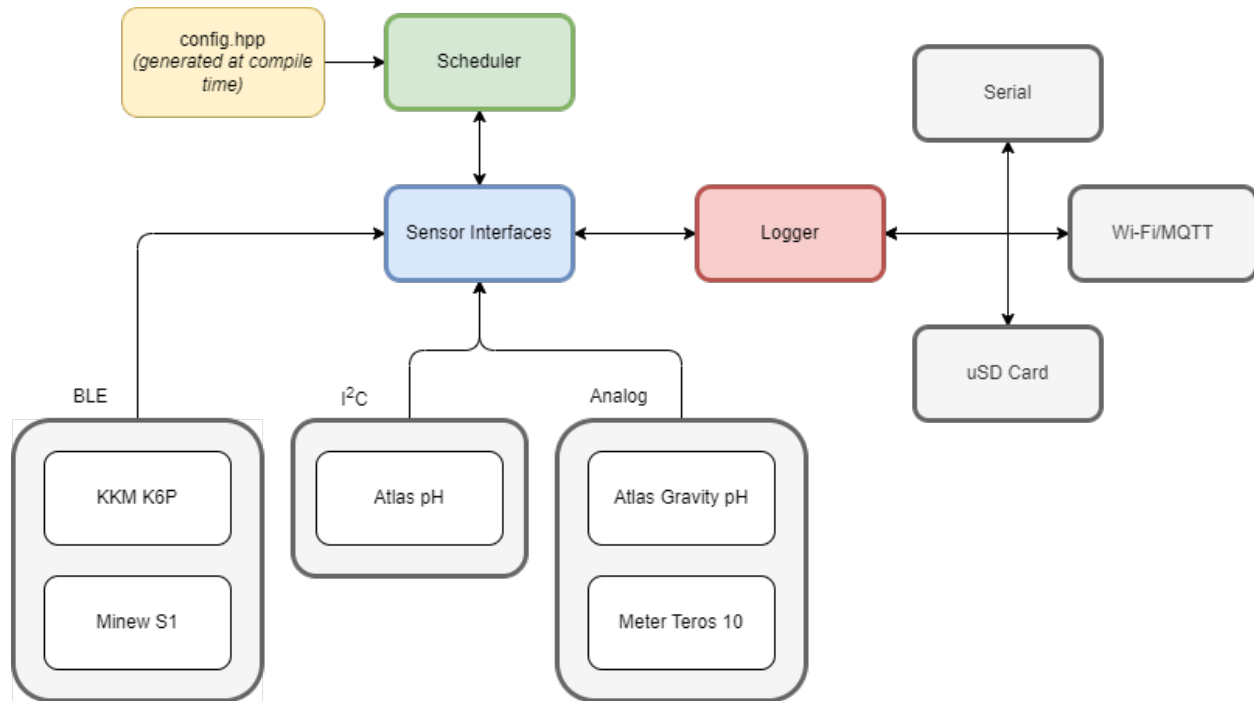 config.hpp
(generated at compile
time)
Scheduler
Serial
Sensor Interfaces
Logger
Wi-Fi/MQTT
uSD Card
BLE
I²C
Analog
KKM K6P
Atlas pH
Atlas Gravity pH
Minew S1
Meter Teros 10